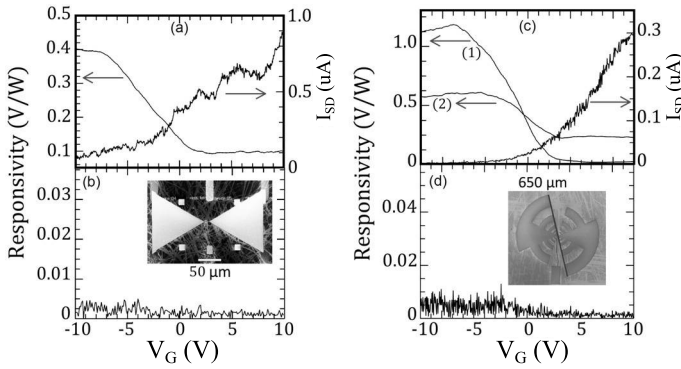 (a)
0.5
0.4
0.3
0.2
0.1
1.0
0.5
0
I_SD (uA)
Responsivity (V/W)
(b)
0.03
0.02
0.01
0
50 μm
-10 -5 0 5 10
V_G (V)
(c)
1.0
0.5
0
(1)
(2)
0.3
0.2
0.1
0
I_SD (uA)
Responsivity (V/W)
(d)
650 μm
0.04
0.02
0
-10 -5 0 5 10
V_G (V)